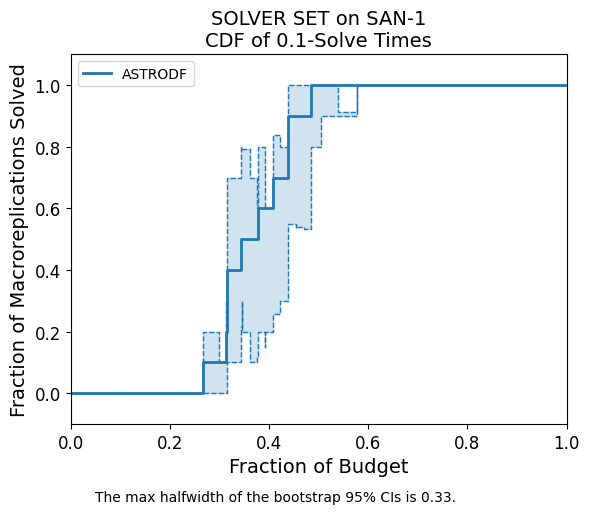 SOLVER SET on SAN-1
CDF of 0.1-Solve Times
ASTRODF
Fraction of Macroreplications Solved
1.0
0.8
0.6
0.4
0.2
0.0
0.0 0.2 0.4 0.6 0.8 1.0
Fraction of Budget
The max halfwidth of the bootstrap 95% CIs is 0.33.